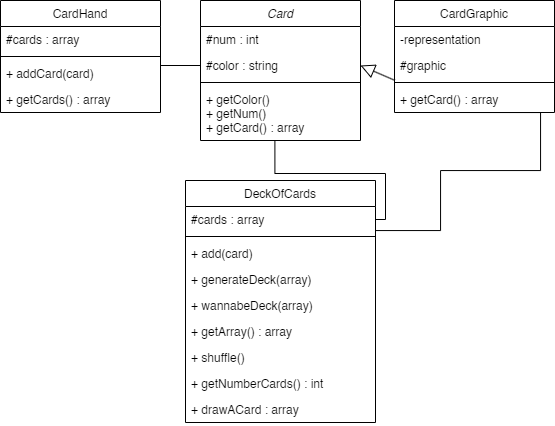 CardHand
#cards : array
+ addCard(card)
+ getCards() : array
Card
#num : int
#color : string
+ getColor()
+ getNum()
+ getCard() : array
CardGraphic
-representation
#graphic
+ getCard() : array
DeckOfCards
#cards : array
+ add(card)
+ generateDeck(array)
+ wannabeDeck(array)
+ getArray() : array
+ shuffle()
+ getNumberCards() : int
+ drawACard : array